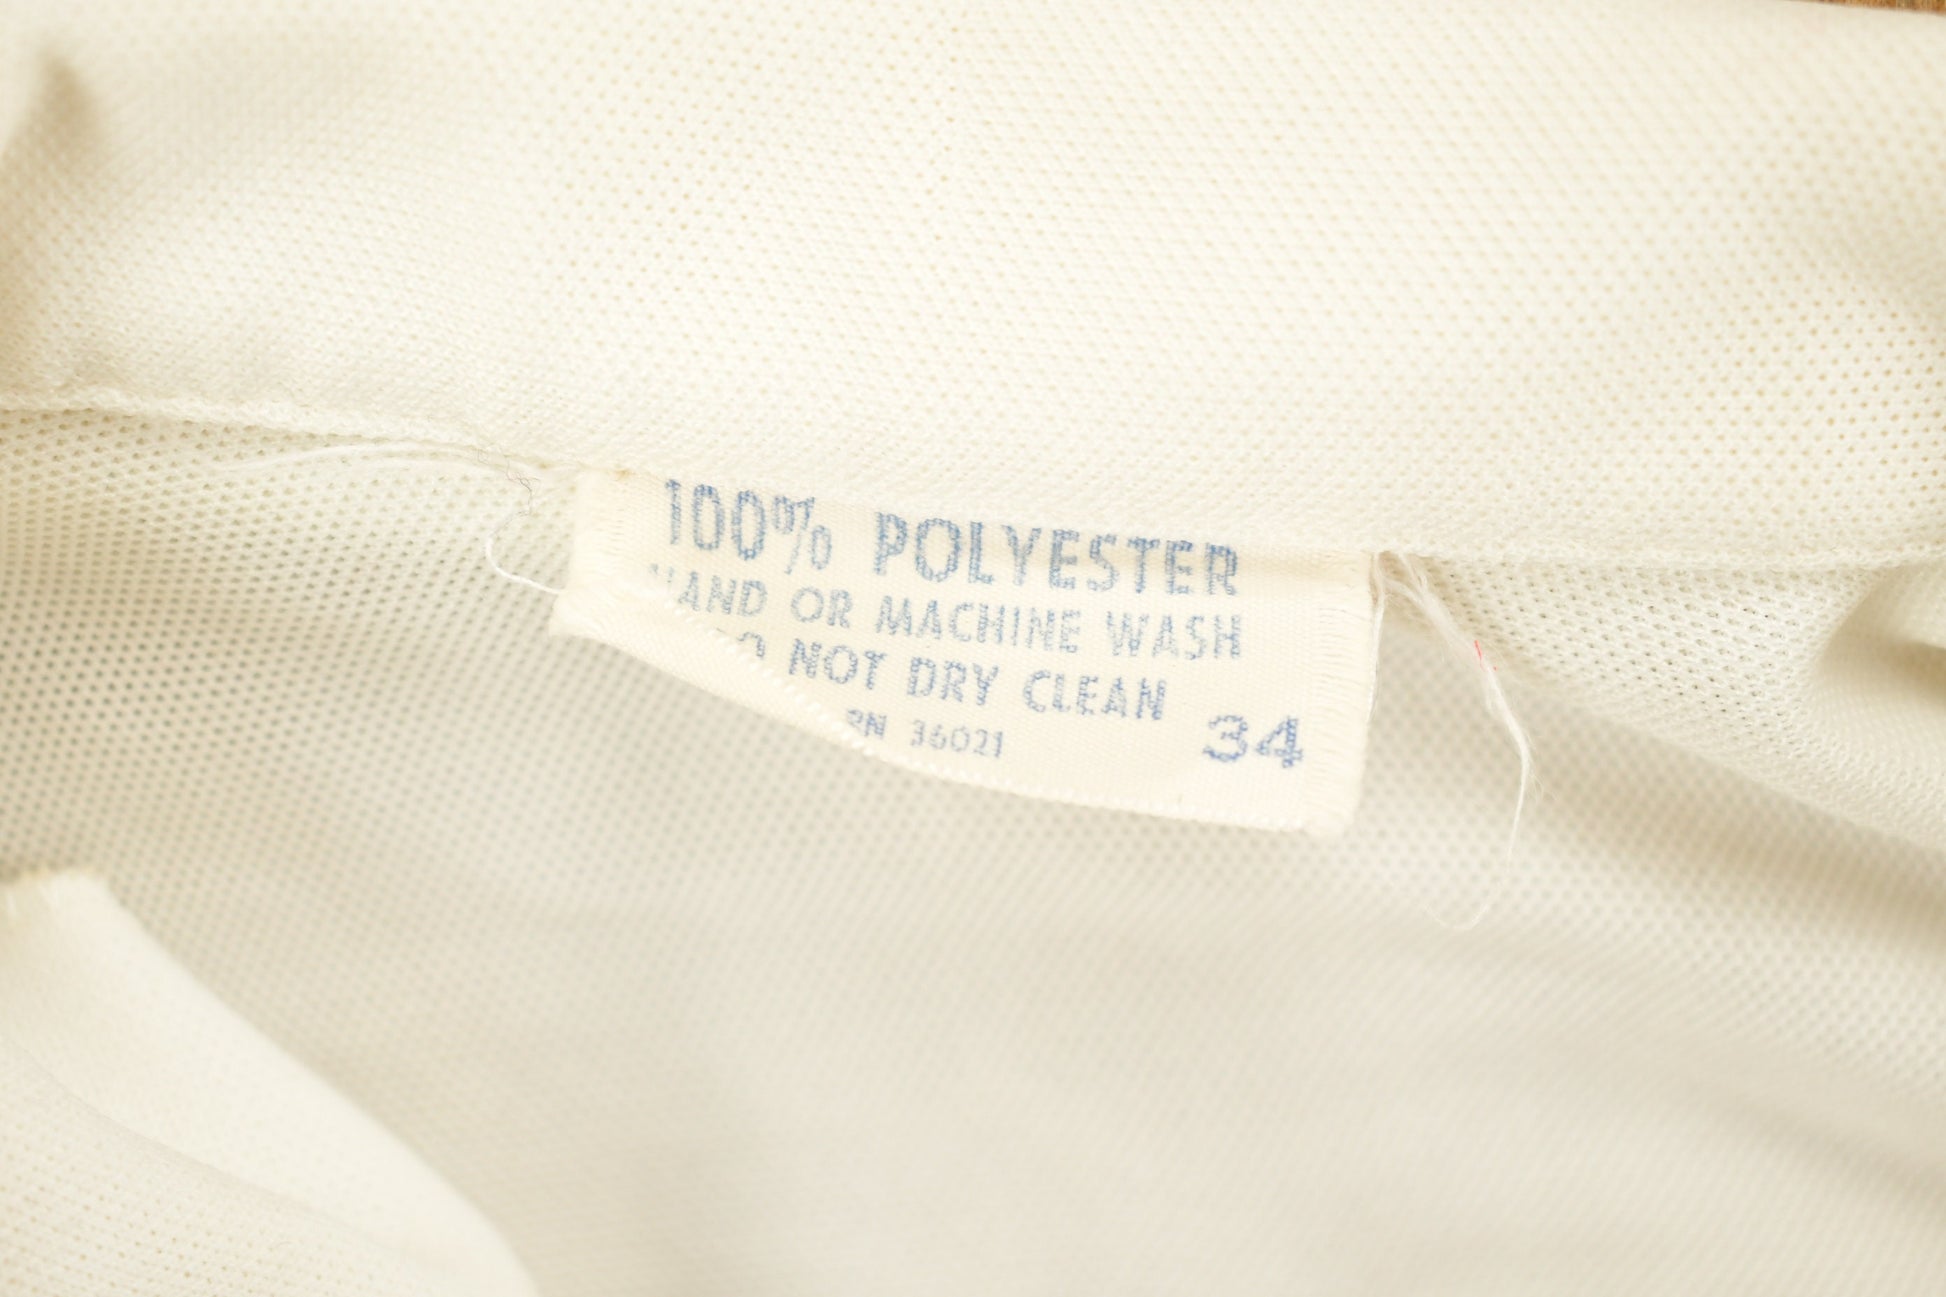 100% POLYESTER
HAND OR MACHINE WASH
DO NOT DRY CLEAN
RN 36021
34